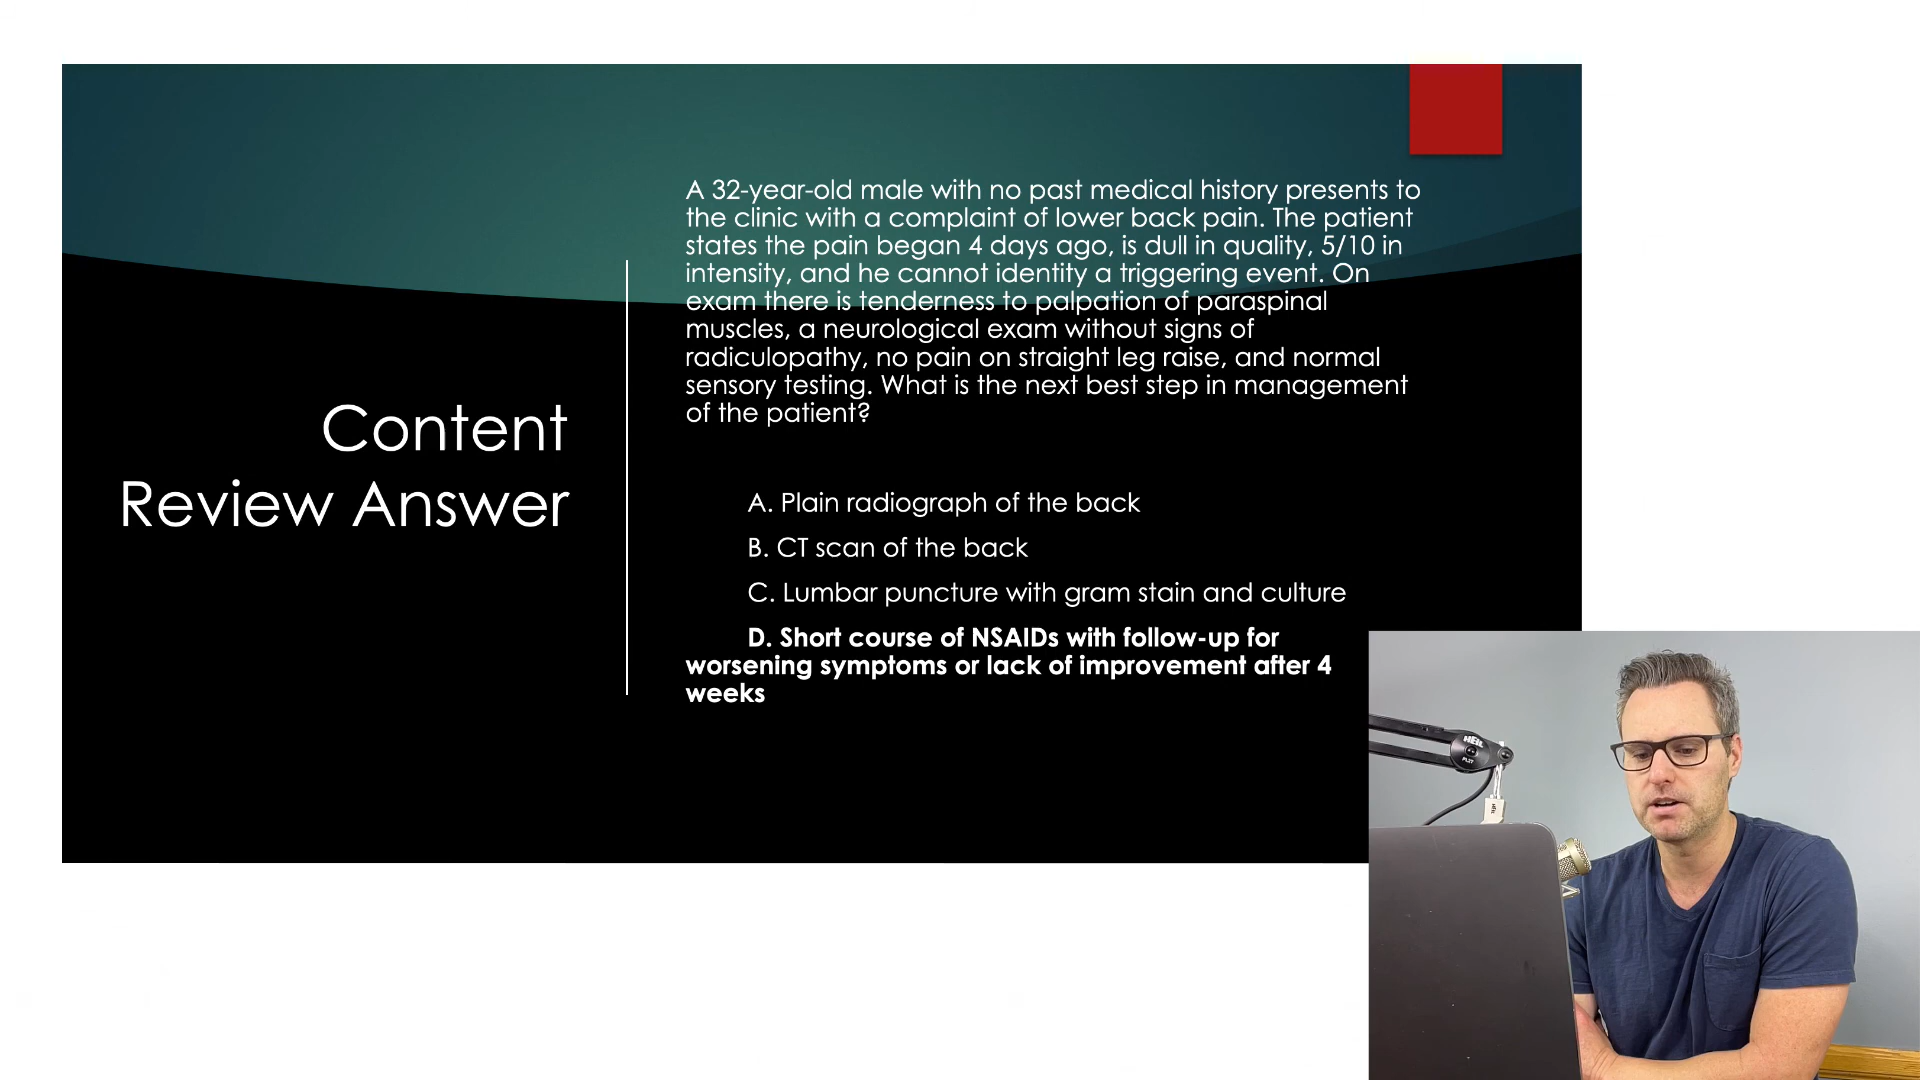 Content
Review Answer
A 32-year-old male with no past medical history presents to
the clinic with a complaint of lower back pain. The patient
states the pain began 4 days ago, is dull in quality, 5/10 in
intensity, and he cannot identity a triggering event. On
exam there is tenderness to palpation of paraspinal
muscles, a neurological exam without signs of
radiculopathy, no pain on straight leg raise, and normal
sensory testing. What is the next best step in management
of the patient?
A. Plain radiograph of the back
B. CT scan of the back
C. Lumbar puncture with gram stain and culture
D. Short course of NSAIDs with follow-up for
worsening symptoms or lack of improvement after 4
weeks
HEIL